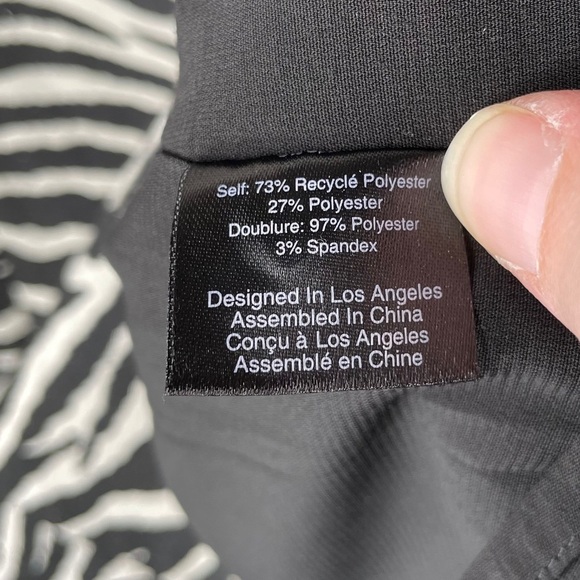 Self: 73% Recyclé Polyester
27% Polyester
Doublure: 97% Polyester
3% Spandex
Designed In Los Angeles
Assembled In China
Conçu à Los Angeles
Assemblé en Chine